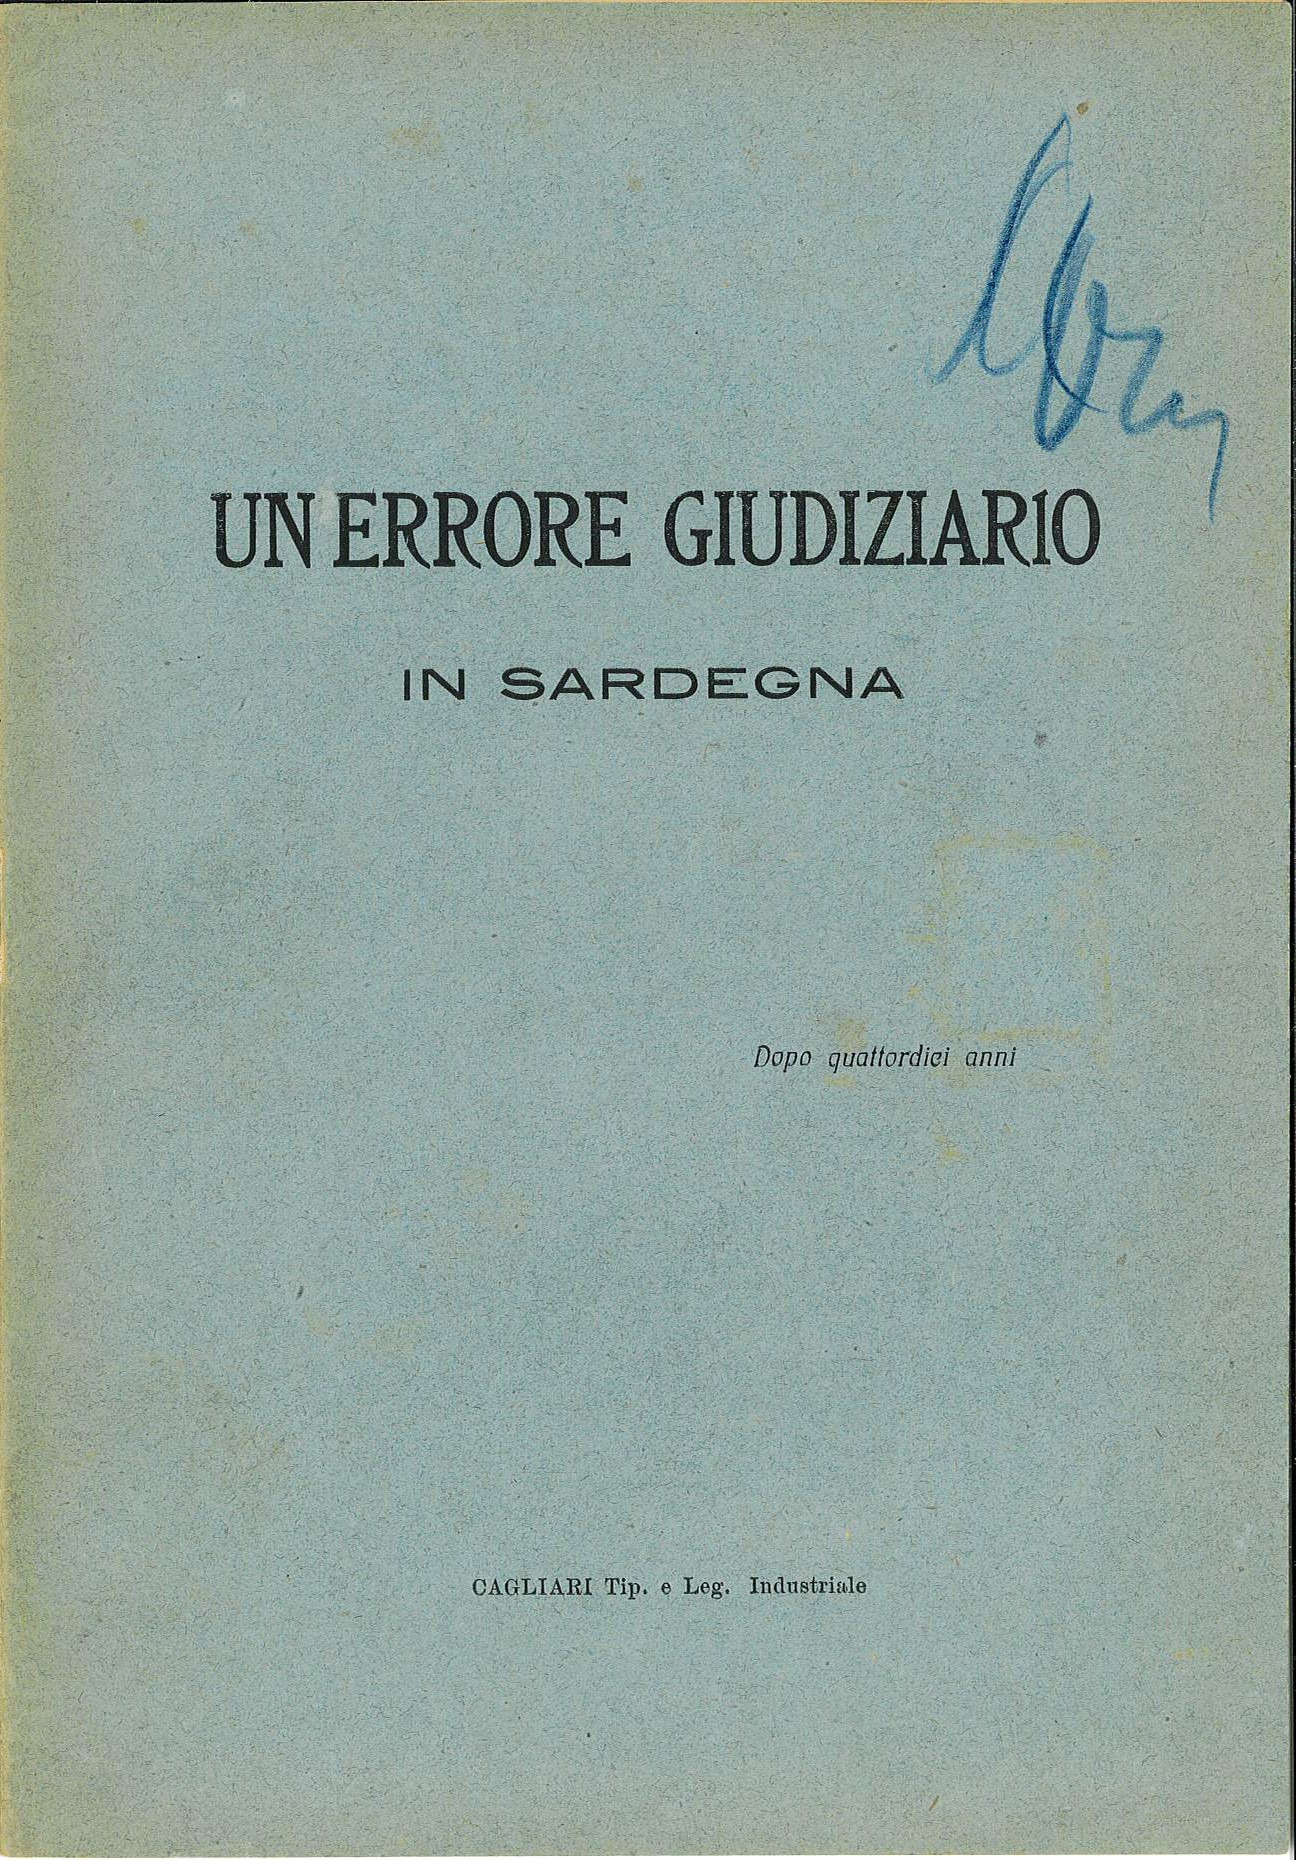 UN ERRORE GIUDIZIARIO
IN SARDEGNA
Dopo quattordici anni
CAGLIARI Tip. e Leg. Industriale